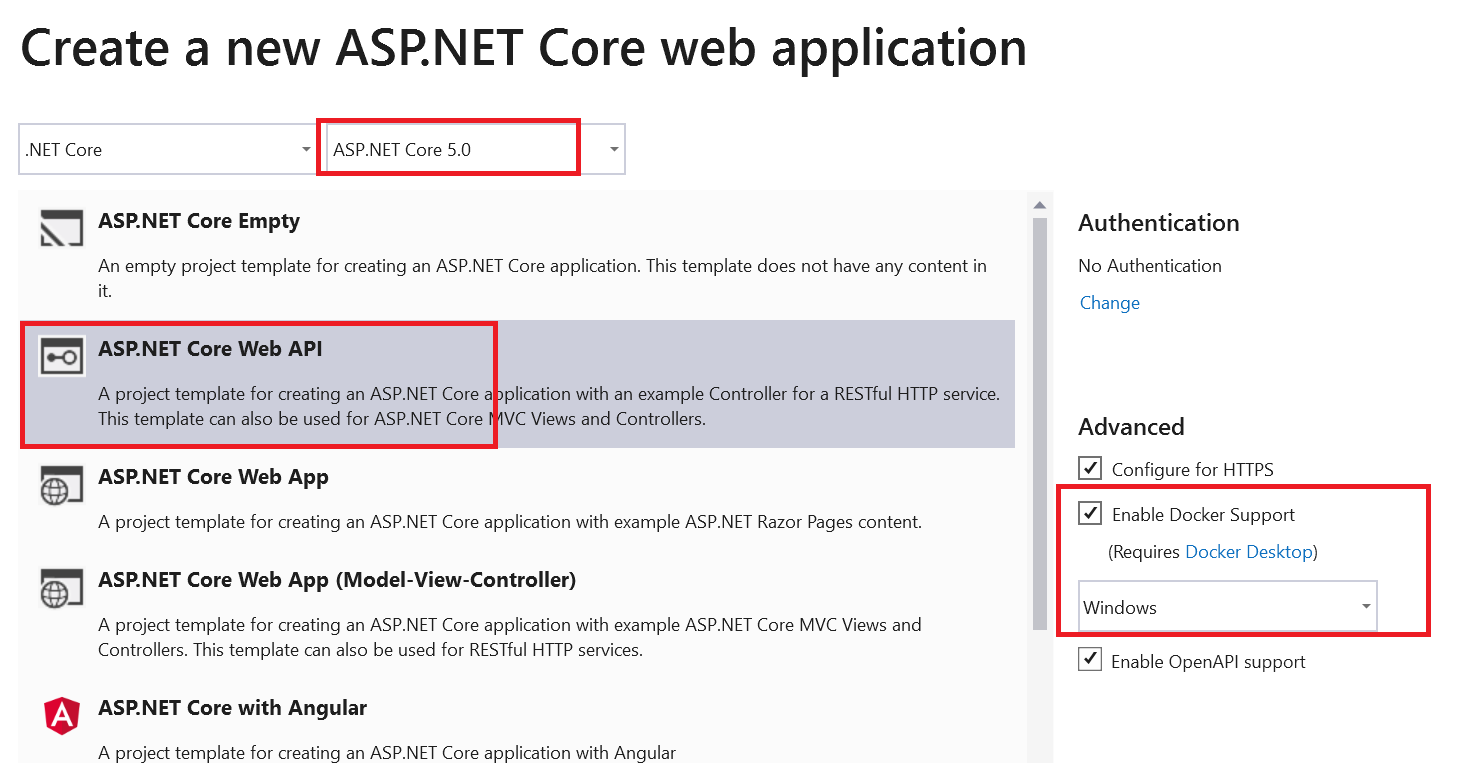 Create a new ASP.NET Core web application
.NET Core
ASP.NET Core 5.0
ASP.NET Core Empty
An empty project template for creating an ASP.NET Core application. This template does not have any content in
it.
ASP.NET Core Web API
A project template for creating an ASP.NET Core application with an example Controller for a RESTful HTTP service.
This template can also be used for ASP.NET Core MVC Views and Controllers.
ASP.NET Core Web App
A project template for creating an ASP.NET Core application with example ASP.NET Razor Pages content.
ASP.NET Core Web App (Model-View-Controller)
A project template for creating an ASP.NET Core application with example ASP.NET Core MVC Views and
Controllers. This template can also be used for RESTful HTTP services.
ASP.NET Core with Angular
A project template for creating an ASP.NET Core application with Angular
Authentication
No Authentication
Change
Advanced
Configure for HTTPS
Enable Docker Support
(Requires Docker Desktop)
Windows
Enable OpenAPI support